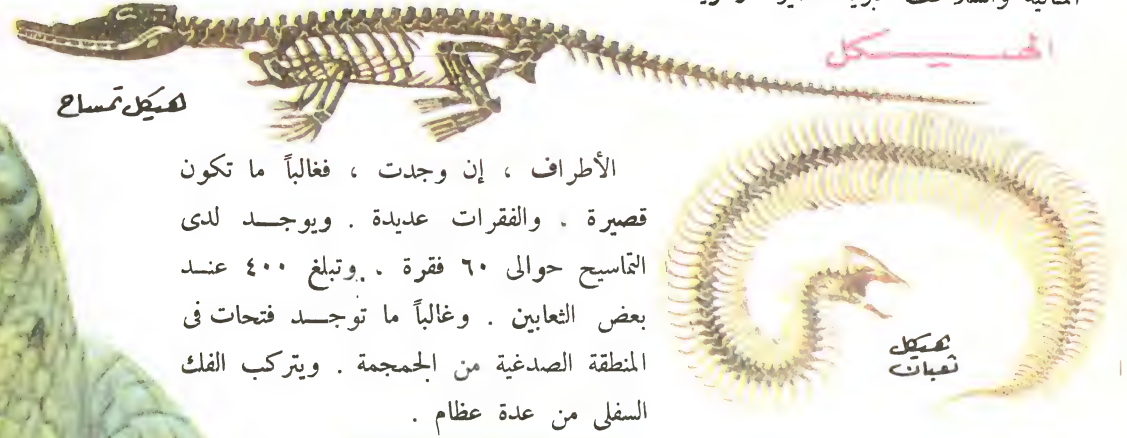 الهيكل
هيكل تمساح
الأطراف ، إن وجدت ، فغالباً ما تكون
قصيرة . والفقرات عديدة . ويوجد لدى
التماسيح حوالى ٦٠ فقرة . وتبلغ ٤٠٠ عند
بعض الثعابين . وغالباً ما توجد فتحات فى
المنطقة الصدغية من الجمجمة . ويتركب الفك
السفلى من عدة عظام .
هيكل
ثعبان